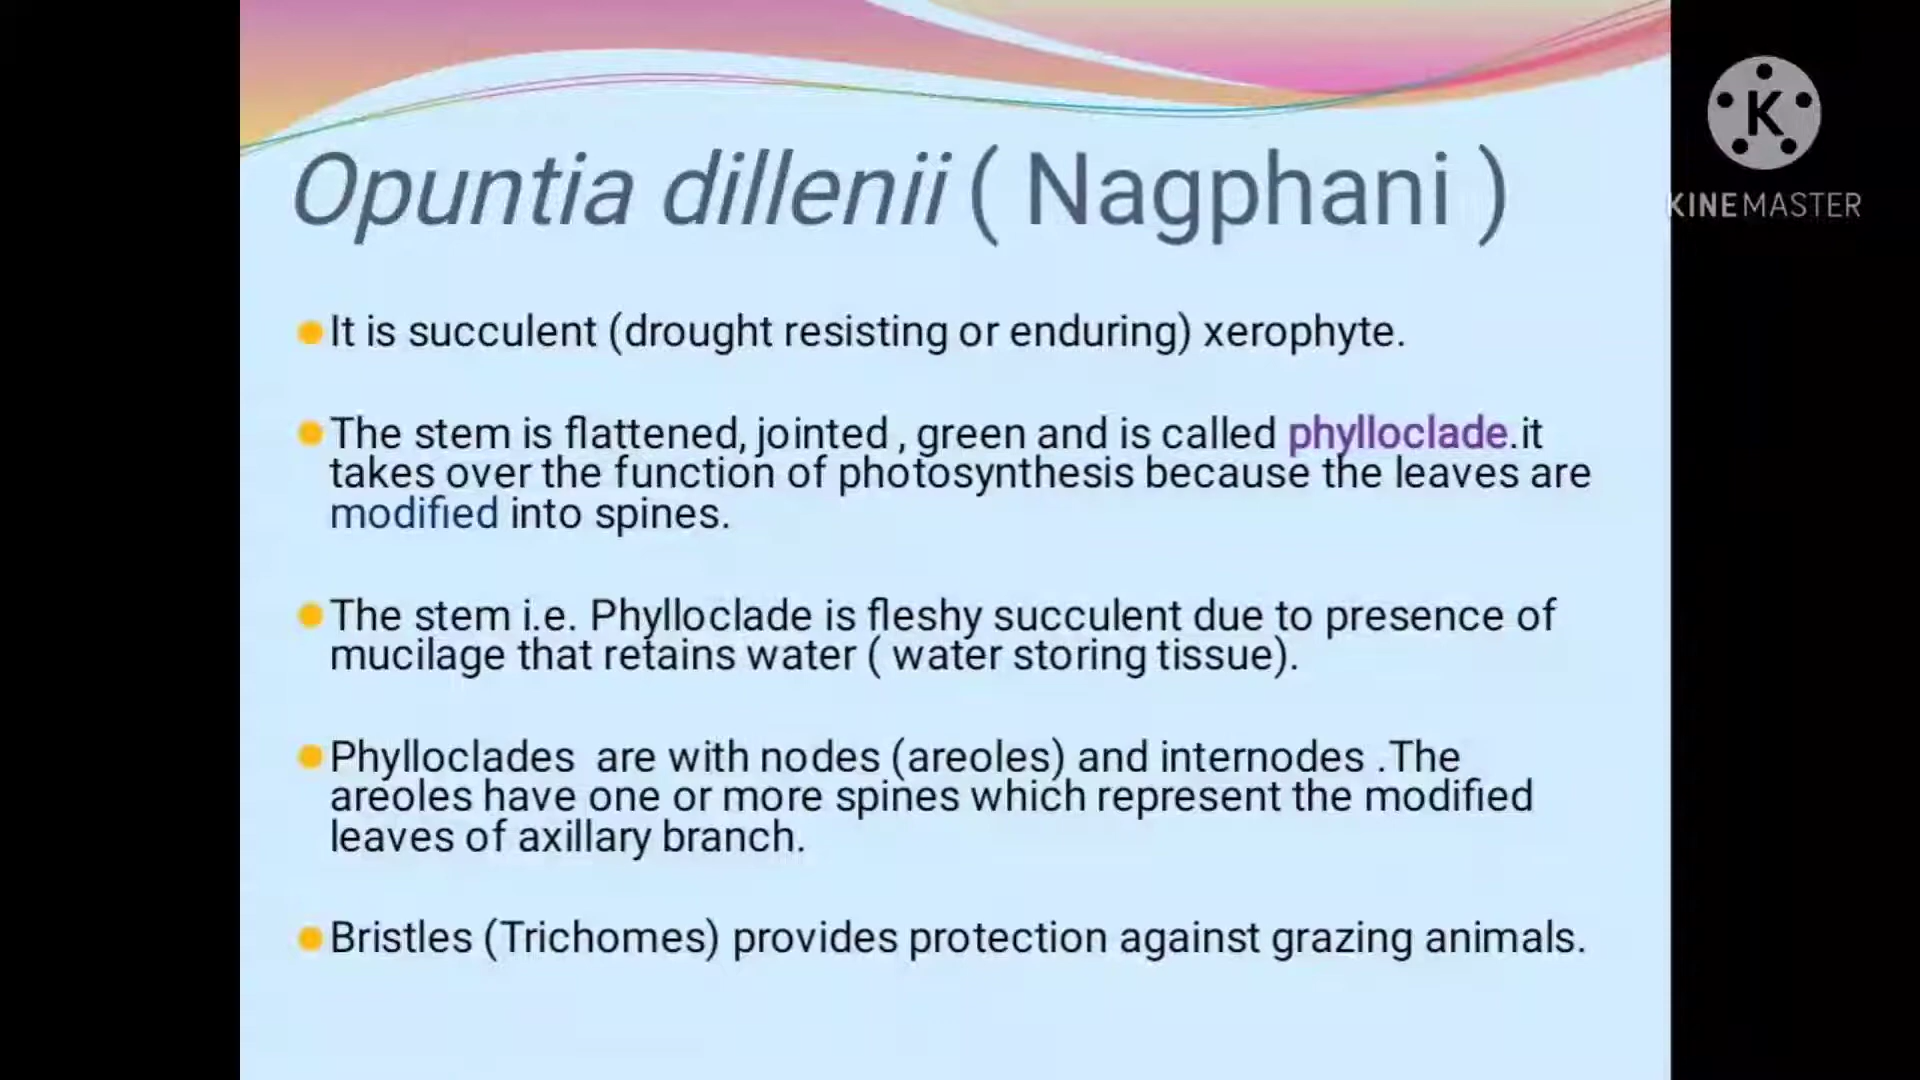 Opuntia dillenii ( Nagphani )
K
KINEMASTER
It is succulent (drought resisting or enduring) xerophyte.
The stem is flattened, jointed , green and is called phylloclade.it
takes over the function of photosynthesis because the leaves are
modified into spines.
The stem i.e. Phylloclade is fleshy succulent due to presence of
mucilage that retains water ( water storing tissue).
Phylloclades  are with nodes (areoles) and internodes .The
areoles have one or more spines which represent the modified
leaves of axillary branch.
Bristles (Trichomes) provides protection against grazing animals.